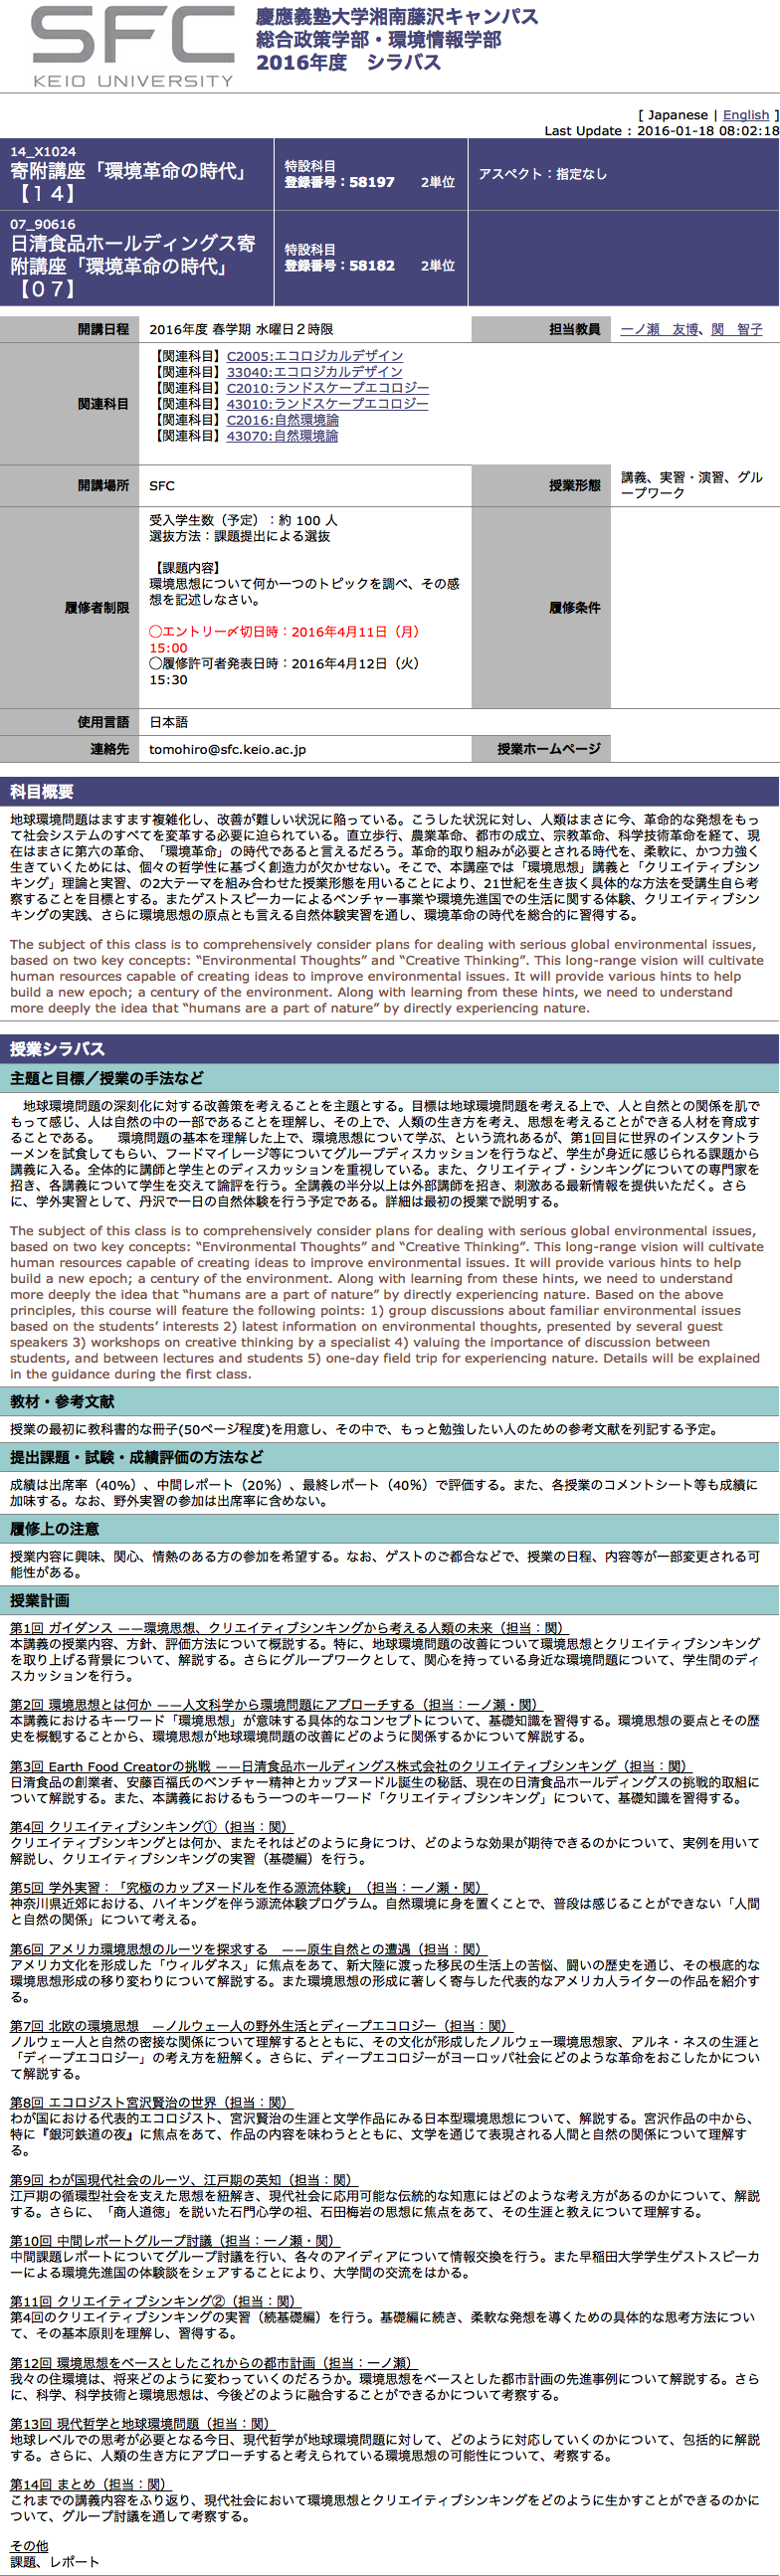 SFC
KEIO UNIVERSITY
慶應義塾大学湘南藤沢キャンパス
総合政策学部・環境情報学部
2016年度　シラバス
[ Japanese | English ]
Last Update : 2016-01-18 08:02:18
14_X1024
寄附講座「環境革命の時代」
【１４】
特設科目
登録番号：58197　2単位
アスペクト：指定なし
07_90616
日清食品ホールディングス寄
附講座「環境革命の時代」
【０７】
特設科目
登録番号：58182　2単位
開講日程
2016年度 春学期 水曜日２時限
担当教員
一ノ瀬　友博、関　智子
関連科目
【関連科目】C2005:エコロジカルデザイン
【関連科目】33040:エコロジカルデザイン
【関連科目】C2010:ランドスケープエコロジー
【関連科目】43010:ランドスケープエコロジー
【関連科目】C2016:自然環境論
【関連科目】43070:自然環境論
開講場所
SFC
授業形態
講義、実習・演習、グル
ープワーク
履修者制限
受入学生数（予定）：約 100 人
選抜方法：課題提出による選抜
【課題内容】
環境思想について何か一つのトピックを調べ、その感
想を記述しなさい。
◯エントリー〆切日時：2016年4月11日（月）
15:00
◯履修許可者発表日時：2016年4月12日（火）
15:30
履修条件
使用言語
日本語
連絡先
tomohiro@sfc.keio.ac.jp
授業ホームページ
科目概要
地球環境問題はますます複雑化し、改善が難しい状況に陥っている。こうした状況に対し、人類はまさに今、革命的な発想をもっ
て社会システムのすべてを変革する必要に迫られている。直立歩行、農業革命、都市の成立、宗教革命、科学技術革命を経て、現
在はまさに第六の革命、「環境革命」の時代であると言えるだろう。革命的取り組みが必要とされる時代を、柔軟に、かつ力強く
生きていくためには、個々の哲学性に基づく創造力が欠かせない。そこで、本講座では「環境思想」講義と「クリエイティブシン
キング」理論と実習、の2大テーマを組み合わせた授業形態を用いることにより、21世紀を生き抜く具体的な方法を受講生自ら考
察することを目標とする。またゲストスピーカーによるベンチャー事業や環境先進国での生活に関する体験、クリエイティブシン
キングの実践、さらに環境思想の原点とも言える自然体験実習を通し、環境革命の時代を総合的に習得する。
The subject of this class is to comprehensively consider plans for dealing with serious global environmental issues,
based on two key concepts: “Environmental Thoughts” and “Creative Thinking”. This long-range vision will cultivate
human resources capable of creating ideas to improve environmental issues. It will provide various hints to help
build a new epoch; a century of the environment. Along with learning from these hints, we need to understand
more deeply the idea that “humans are a part of nature” by directly experiencing nature.
授業シラバス
主題と目標／授業の手法など
　地球環境問題の深刻化に対する改善策を考えることを主題とする。目標は地球環境問題を考える上で、人と自然との関係を肌で
もって感じ、人は自然の中の一部であることを理解し、その上で、人類の生き方を考え、思想を考えることができる人材を育成す
ることである。　環境問題の基本を理解した上で、環境思想について学ぶ、という流れあるが、第1回目に世界のインスタントラ
ーメンを試食してもらい、フードマイレージ等についてグループディスカッションを行うなど、学生が身近に感じられる課題から
講義に入る。全体的に講師と学生とのディスカッションを重視している。また、クリエイティブ・シンキングについての専門家を
招き、各講義について学生を交えて論評を行う。全講義の半分以上は外部講師を招き、刺激ある最新情報を提供いただく。さら
に、学外実習として、丹沢で一日の自然体験を行う予定である。詳細は最初の授業で説明する。
The subject of this class is to comprehensively consider plans for dealing with serious global environmental issues,
based on two key concepts: “Environmental Thoughts” and “Creative Thinking”. This long-range vision will cultivate
human resources capable of creating ideas to improve environmental issues. It will provide various hints to help
build a new epoch; a century of the environment. Along with learning from these hints, we need to understand
more deeply the idea that “humans are a part of nature” by directly experiencing nature. Based on the above
principles, this course will feature the following points: 1) group discussions about familiar environmental issues
based on the students’ interests 2) latest information on environmental thoughts, presented by several guest
speakers 3) workshops on creative thinking by a specialist 4) valuing the importance of discussion between
students, and between lectures and students 5) one-day field trip for experiencing nature. Details will be explained
in the guidance during the first class.
教材・参考文献
授業の最初に教科書的な冊子(50ページ程度)を用意し、その中で、もっと勉強したい人のための参考文献を列記する予定。
提出課題・試験・成績評価の方法など
成績は出席率（40%）、中間レポート（20%）、最終レポート（40%）で評価する。また、各授業のコメントシート等も成績に
加味する。なお、野外実習の参加は出席率に含めない。
履修上の注意
授業内容に興味、関心、情熱のある方の参加を希望する。なお、ゲストのご都合などで、授業の日程、内容等が一部変更される可
能性がある。
授業計画
第1回 ガイダンス ――環境思想、クリエイティブシンキングから考える人類の未来（担当：関）
本講義の授業内容、方針、評価方法について概説する。特に、地球環境問題の改善について環境思想とクリエイティブシンキング
を取り上げる背景について、解説する。さらにグループワークとして、関心を持っている身近な環境問題について、学生間のディ
スカッションを行う。
第2回 環境思想とは何か ――人文科学から環境問題にアプローチする（担当：一ノ瀬・関）
本講義におけるキーワード「環境思想」が意味する具体的なコンセプトについて、基礎知識を習得する。環境思想の要点とその歴
史を概観することから、環境思想が地球環境問題の改善にどのように関係するかについて解説する。
第3回 Earth Food Creatorの挑戦 ――日清食品ホールディングス株式会社のクリエイティブシンキング（担当：関）
日清食品の創業者、安藤百福氏のベンチャー精神とカップヌードル誕生の秘話、現在の日清食品ホールディングスの挑戦的取組に
ついて解説する。また、本講義におけるもう一つのキーワード「クリエイティブシンキング」について、基礎知識を習得する。
第4回 クリエイティブシンキング①（担当：関）
クリエイティブシンキングとは何か、またそれはどのように身につけ、どのような効果が期待できるのかについて、実例を用いて
解説し、クリエイティブシンキングの実習（基礎編）を行う。
第5回 学外実習：「究極のカップヌードルを作る源流体験」（担当：一ノ瀬・関）
神奈川県近郊における、ハイキングを伴う源流体験プログラム。自然環境に身を置くことで、普段は感じることができない「人間
と自然の関係」について考える。
第6回 アメリカ環境思想のルーツを探求する　――原生自然との遭遇（担当：関）
アメリカ文化を形成した「ウィルダネス」に焦点をあて、新大陸に渡った移民の生活上の苦悩、闘いの歴史を通じ、その根底的な
環境思想形成の移り変わりについて解説する。また環境思想の形成に著しく寄与した代表的なアメリカ人ライターの作品を紹介す
る。
第7回 北欧の環境思想　―ノルウェー人の野外生活とディープエコロジー（担当：関）
ノルウェー人と自然の密接な関係について理解するとともに、その文化が形成したノルウェー環境思想家、アルネ・ネスの生涯と
「ディープエコロジー」の考え方を紐解く。さらに、ディープエコロジーがヨーロッパ社会にどのような革命をおこしたかについ
て解説する。
第8回 エコロジスト宮沢賢治の世界（担当：関）
わが国における代表的エコロジスト、宮沢賢治の生涯と文学作品にみる日本型環境思想について、解説する。宮沢作品の中から、
特に『銀河鉄道の夜』に焦点をあて、作品の内容を味わうとともに、文学を通じて表現される人間と自然の関係について理解す
る。
第9回 わが国現代社会のルーツ、江戸期の英知（担当：関）
江戸期の循環型社会を支えた思想を紐解き、現代社会に応用可能な伝統的な知恵にはどのような考え方があるのかについて、解説
する。さらに、「商人道徳」を説いた石門心学の祖、石田梅岩の思想に焦点をあて、その生涯と教えについて理解する。
第10回 中間レポートグループ討議（担当：一ノ瀬・関）
中間課題レポートについてグループ討議を行い、各々のアイディアについて情報交換を行う。また早稲田大学学生ゲストスピーカ
ーによる環境先進国の体験談をシェアすることにより、大学間の交流をはかる。
第11回 クリエイティブシンキング②（担当：関）
第4回のクリエイティブシンキングの実習（続基礎編）を行う。基礎編に続き、柔軟な発想を導くための具体的な思考方法につい
て、その基本原則を理解し、習得する。
第12回 環境思想をベースとしたこれからの都市計画（担当：一ノ瀬）
我々の住環境は、将来どのように変わっていくのだろうか。環境思想をベースとした都市計画の先進事例について解説する。さら
に、科学、科学技術と環境思想は、今後どのように融合することができるかについて考察する。
第13回 現代哲学と地球環境問題（担当：関）
地球レベルでの思考が必要となる今日、現代哲学が地球環境問題に対して、どのように対応していくのかについて、包括的に解説
する。さらに、人類の生き方にアプローチすると考えられている環境思想の可能性について、考察する。
第14回 まとめ（担当：関）
これまでの講義内容をふり返り、現代社会において環境思想とクリエイティブシンキングをどのように生かすことができるのかに
ついて、グループ討議を通して考察する。
その他
課題、レポート